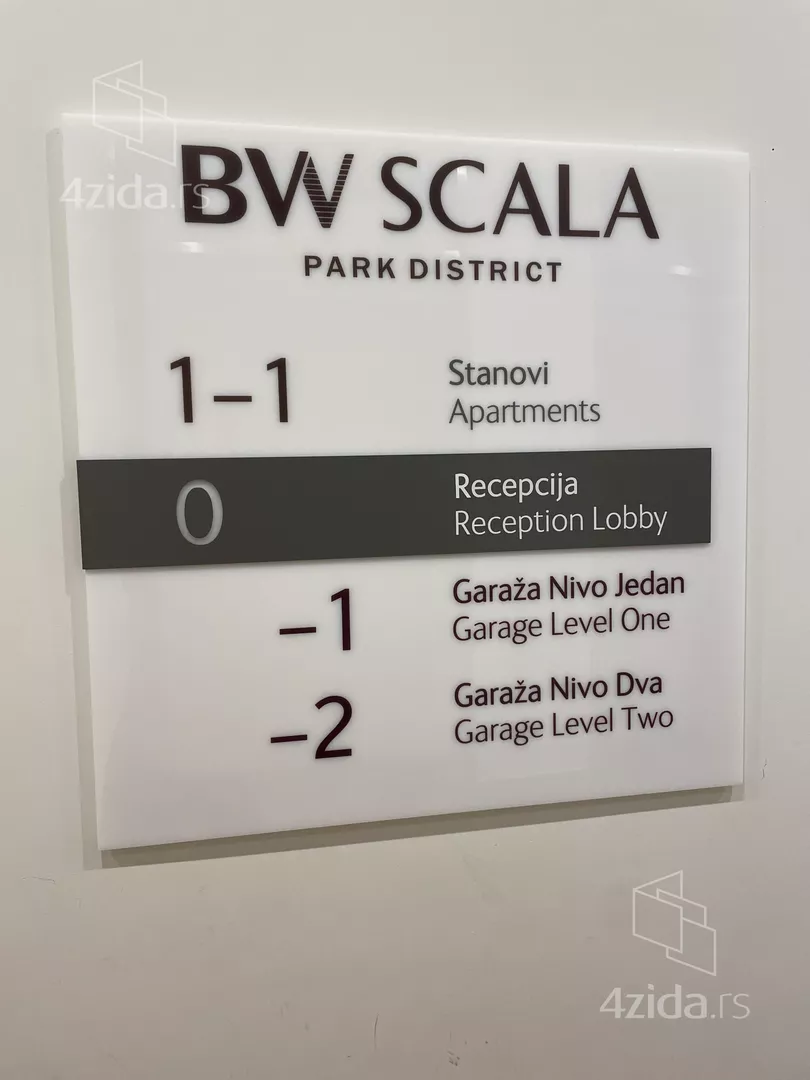 4zida.rs
BW SCALA
PARK DISTRICT
1–1 Stanovi
Apartments
0 Recepcija
Reception Lobby
–1 Garaža Nivo Jedan
Garage Level One
–2 Garaža Nivo Dva
Garage Level Two
4zida.rs